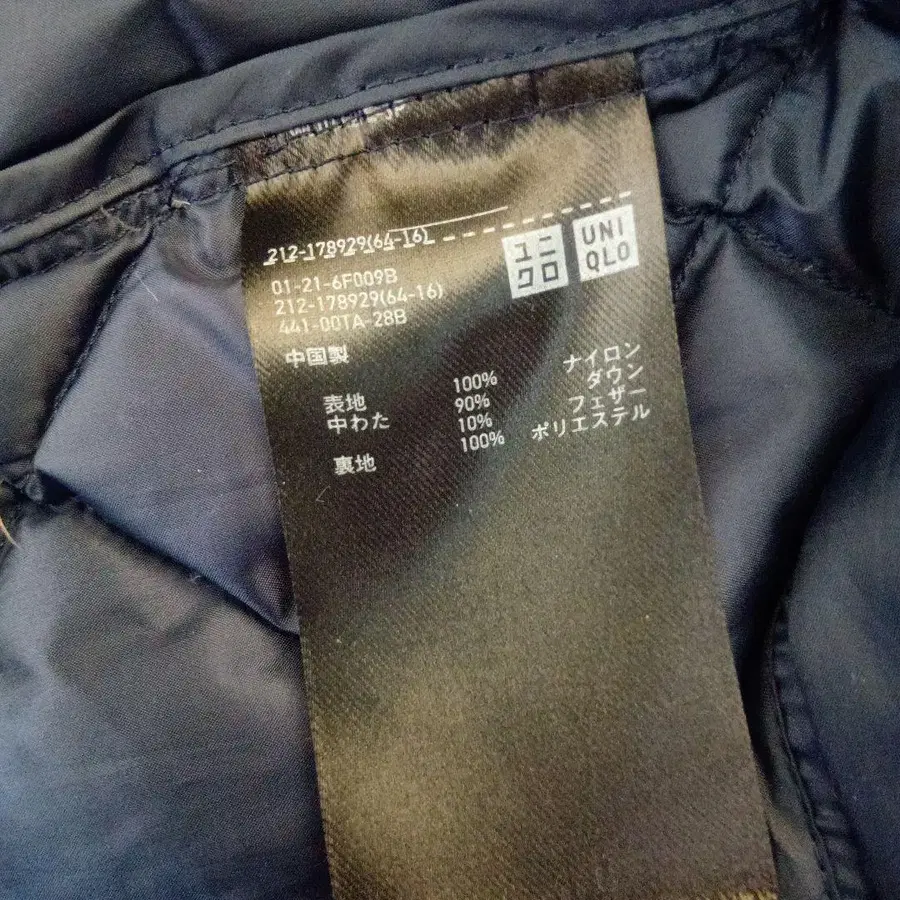 212-178929(64-16)
ユニ
クロ
UNI
QLO
01-21-6F009B
212-178929(64-16)
441-00TA-28B
中国製
表地 100% ナイロン
中わた 90% ダウン
10% フェザー
裏地 100% ポリエステル